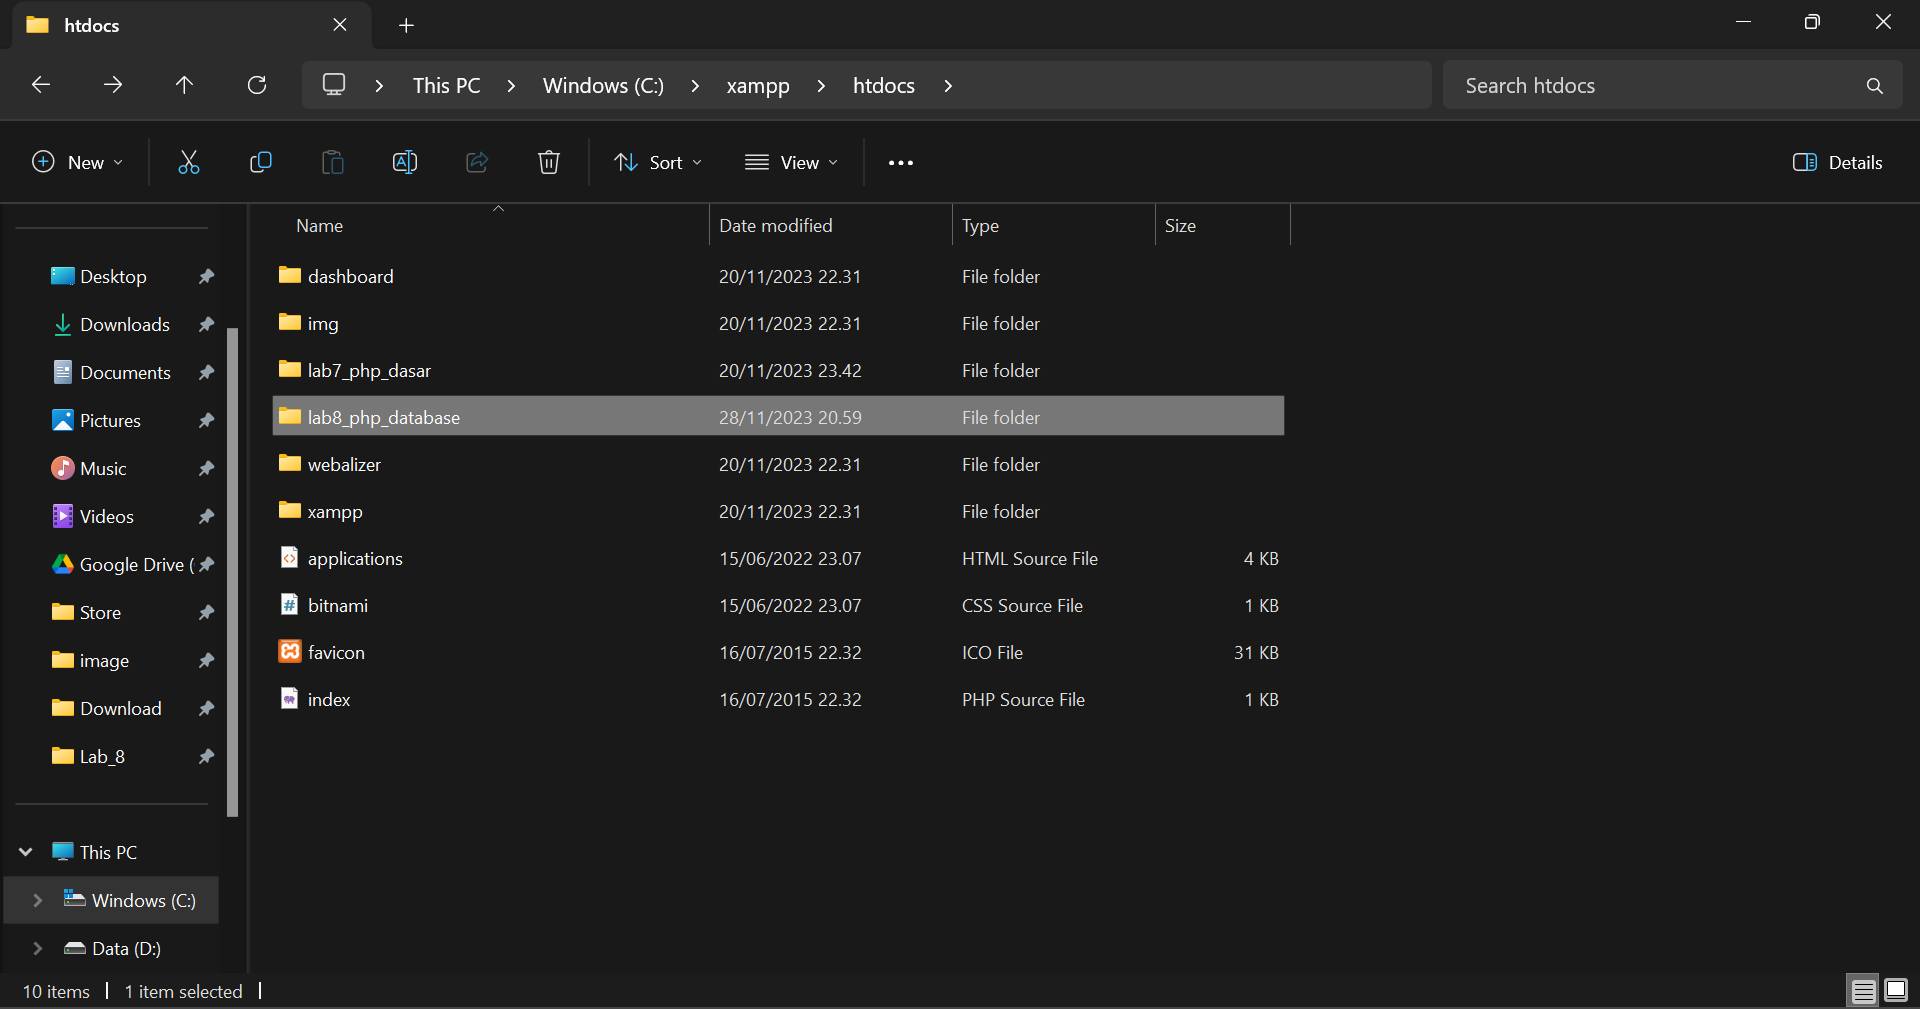 htdocs
This PC > Windows (C:) > xampp > htdocs >
Search htdocs
New
Sort
View
Details
Name Date modified Type Size
Desktop
Downloads
Documents
Pictures
Music
Videos
Google Drive (
Store
image
Download
Lab_8
This PC
Windows (C:)
Data (D:)
dashboard 20/11/2023 22.31 File folder
img 20/11/2023 22.31 File folder
lab7_php_dasar 20/11/2023 23.42 File folder
lab8_php_database 28/11/2023 20.59 File folder
webalizer 20/11/2023 22.31 File folder
xampp 20/11/2023 22.31 File folder
applications 15/06/2022 23.07 HTML Source File 4 KB
bitnami 15/06/2022 23.07 CSS Source File 1 KB
favicon 16/07/2015 22.32 ICO File 31 KB
index 16/07/2015 22.32 PHP Source File 1 KB
10 items | 1 item selected |